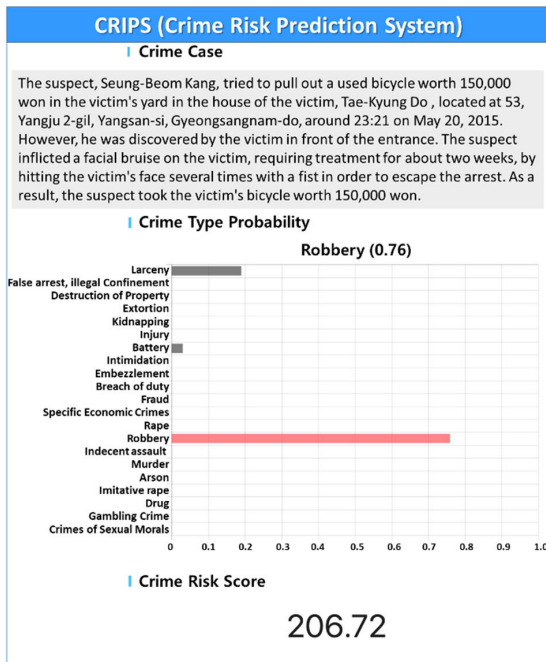 CRIPS (Crime Risk Prediction System)
Crime Case
The suspect, Seung-Beom Kang, tried to pull out a used bicycle worth 150,000
won in the victim's yard in the house of the victim, Tae-Kyung Do , located at 53,
Yangju 2-gil, Yangsan-si, Gyeongsangnam-do, around 23:21 on May 20, 2015.
However, he was discovered by the victim in front of the entrance. The suspect
inflicted a facial bruise on the victim, requiring treatment for about two weeks, by
hitting the victim's face several times with a fist in order to escape the arrest. As a
result, the suspect took the victim's bicycle worth 150,000 won.
Crime Type Probability
Robbery (0.76)
Larceny
False arrest, illegal Confinement
Destruction of Property
Extortion
Kidnapping
Injury
Battery
Intimidation
Embezzlement
Breach of duty
Fraud
Specific Economic Crimes
Rape
Robbery
Indecent assault
Murder
Arson
Imitative rape
Drug
Gambling Crime
Crimes of Sexual Morals
0 0.1 0.2 0.3 0.4 0.5 0.6 0.7 0.8 0.9 1.0
Crime Risk Score
206.72